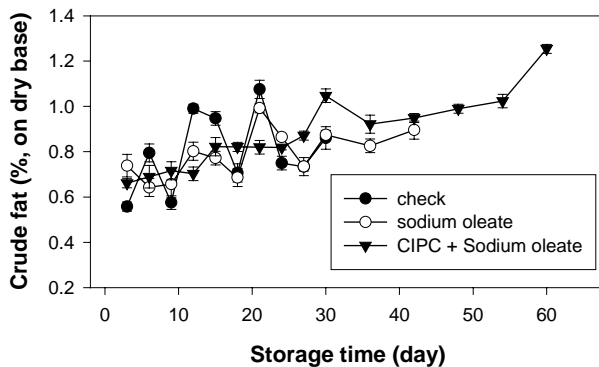 Crude fat (%, on dry base)
1.4
1.2
1.0
0.8
0.6
0.4
0.2
check
sodium oleate
CIPC + Sodium oleate
0 10 20 30 40 50 60
Storage time (day)